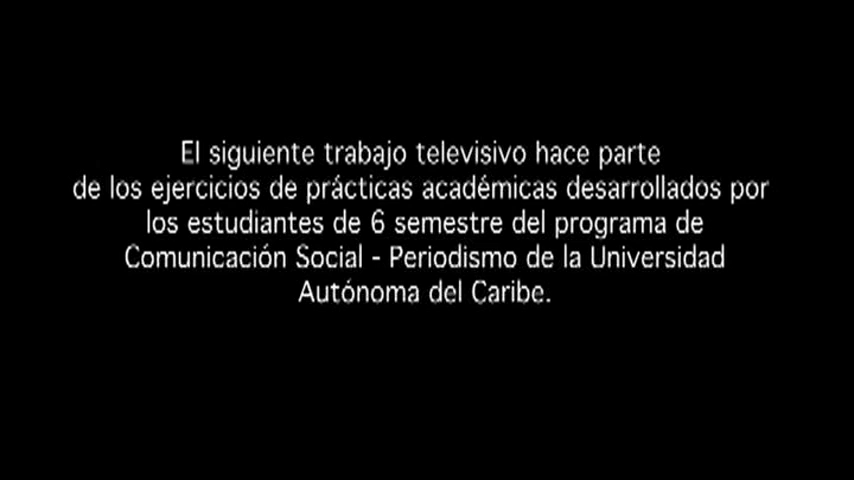 El siguiente trabajo televisivo hace parte
de los ejercicios de prácticas académicas desarrollados por
los estudiantes de 6 semestre del programa de
Comunicación Social - Periodismo de la Universidad
Autónoma del Caribe.